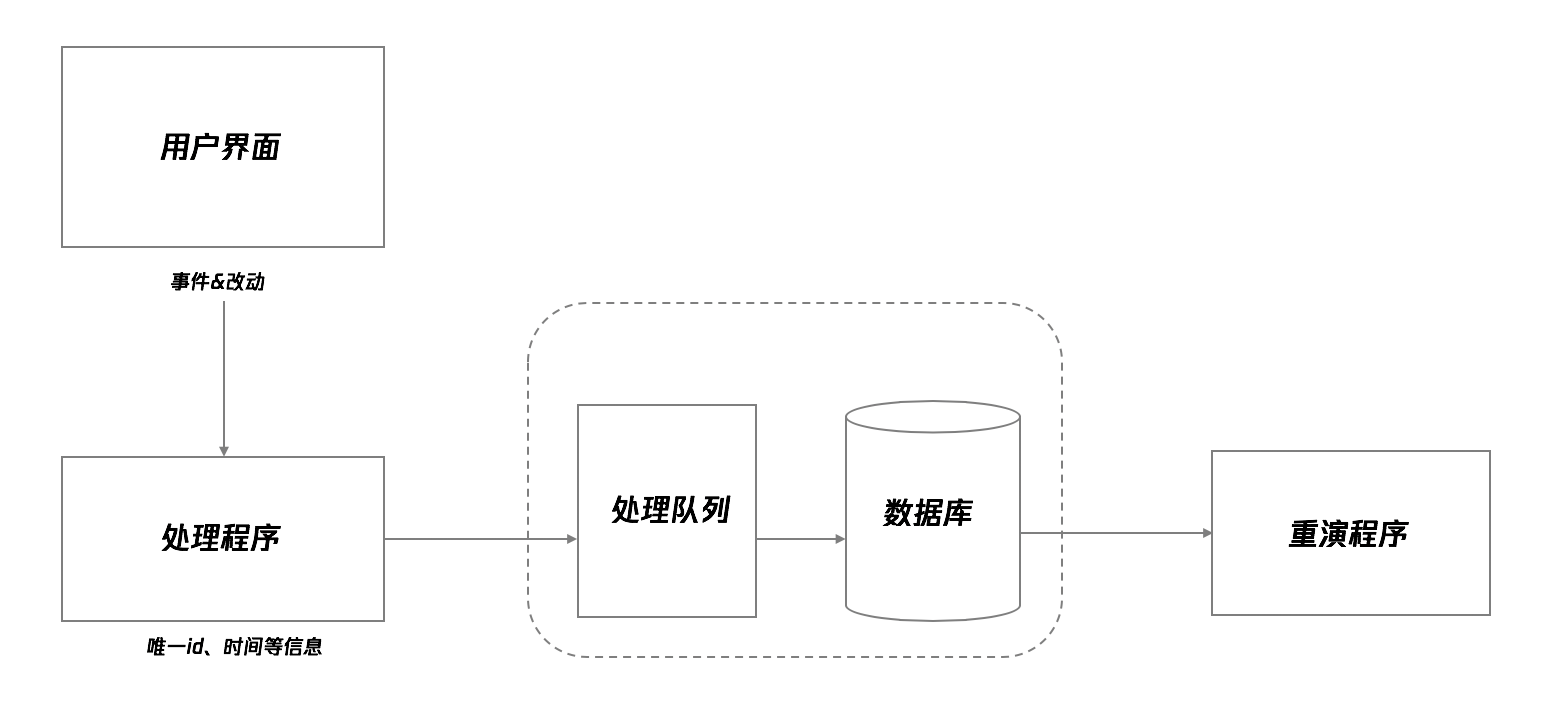 用户界面
事件&改动
处理程序
唯一id、时间等信息
处理队列
数据库
重演程序